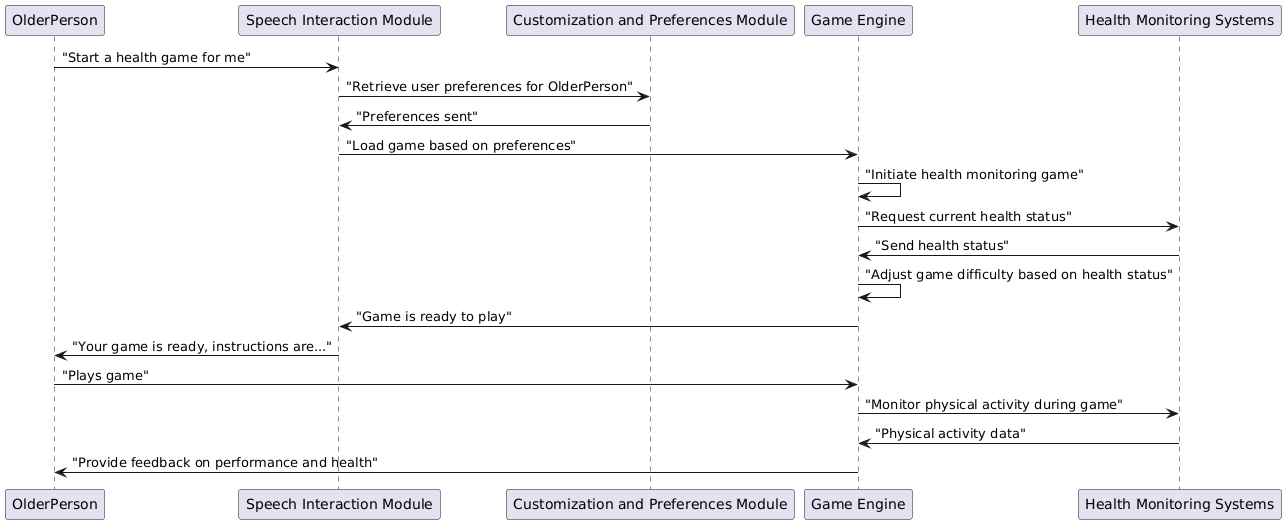 OlderPerson
Speech Interaction Module
Customization and Preferences Module
Game Engine
Health Monitoring Systems
"Start a health game for me"
"Retrieve user preferences for OlderPerson"
"Preferences sent"
"Load game based on preferences"
"Initiate health monitoring game"
"Request current health status"
"Send health status"
"Adjust game difficulty based on health status"
"Game is ready to play"
"Your game is ready, instructions are..."
"Plays game"
"Monitor physical activity during game"
"Physical activity data"
"Provide feedback on performance and health"
OlderPerson
Speech Interaction Module
Customization and Preferences Module
Game Engine
Health Monitoring Systems